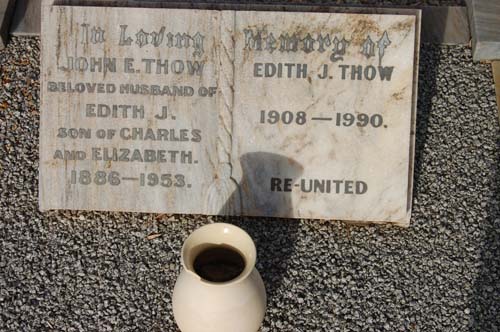 In Loving
JOHN E. THOW
BELOVED HUSBAND OF
EDITH J.
SON OF CHARLES
AND ELIZABETH.
1886—1953.
Memory of
EDITH J. THOW
1908—1990.
RE-UNITED